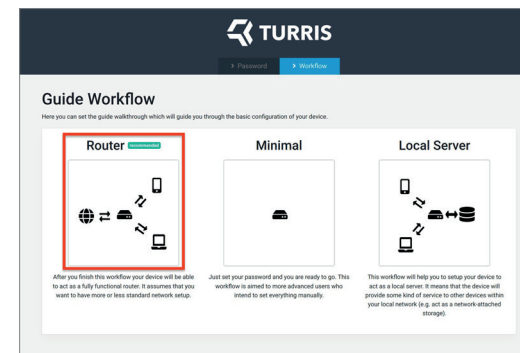 TURRIS
> Password
> Workflow
Guide Workflow
Here you can set the guide walkthrough which will guide you through the basic configuration of your device.
Router recommended
Minimal
Local Server
After you finish this workflow your device will be able
to act as a fully functional router. It assumes that you
want to have more or less standard network setup.
Just set your password and you are ready to go. This
workflow is aimed to more advanced users who
intend to set everything manually.
This workflow will help you to setup your device to
act as a local server. It means that the device will
provide some kind of service to other devices within
your local network (e.g. act as a network-attached
storage).